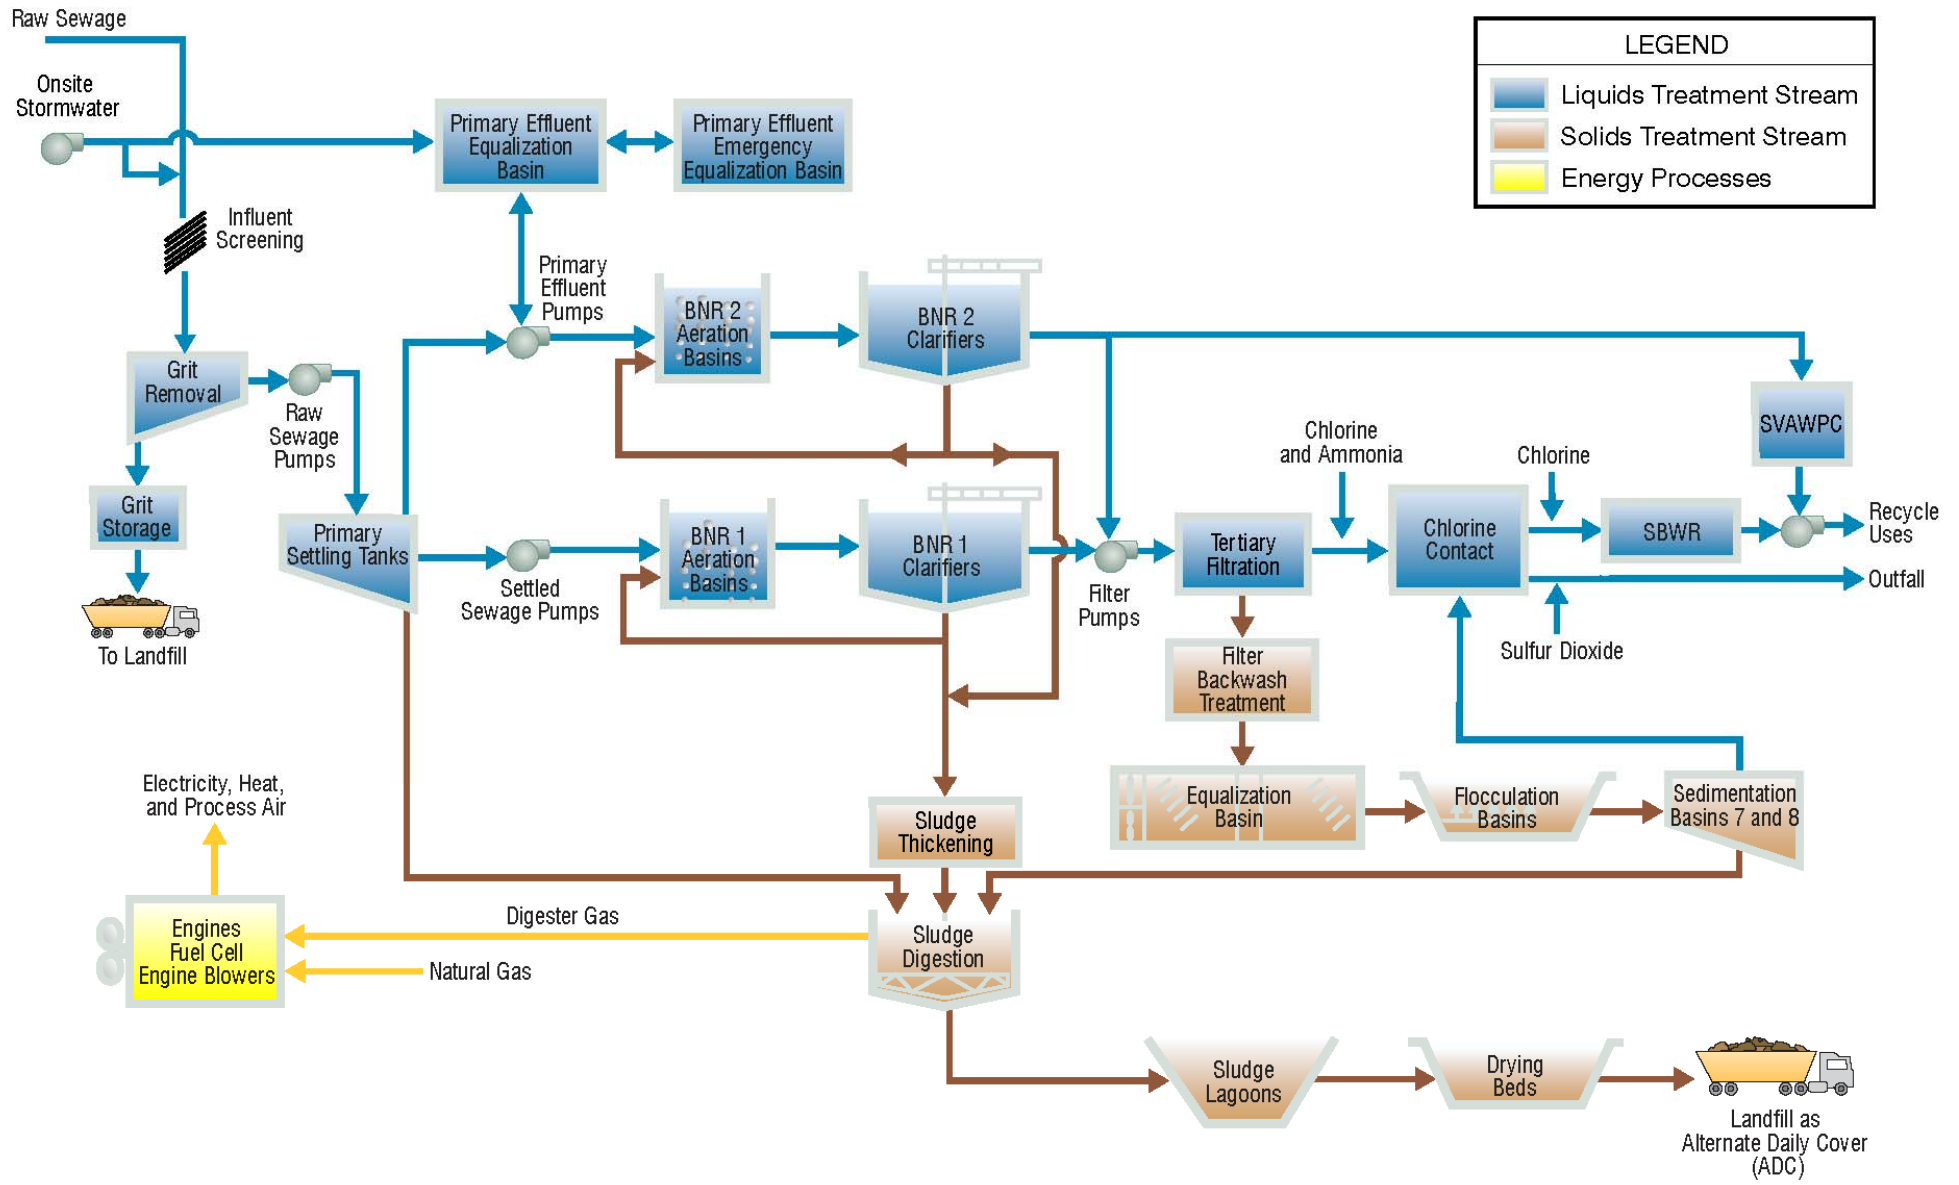 Raw Sewage
Onsite
Stormwater
Influent
Screening
Grit
Removal
Raw
Sewage
Pumps
Grit
Storage
To Landfill
Primary
Settling Tanks
Primary Effluent
Equalization
Basin
Primary Effluent
Emergency
Equalization Basin
Primary
Effluent
Pumps
BNR 2
Aeration
Basins
BNR 2
Clarifiers
Settled
Sewage Pumps
BNR 1
Aeration
Basins
BNR 1
Clarifiers
Filter
Pumps
Tertiary
Filtration
Chlorine
and Ammonia
Chlorine
Contact
Chlorine
SBWR
SVAWPC
Recycle
Uses
Outfall
Sulfur Dioxide
Filter
Backwash
Treatment
Equalization
Basin
Flocculation
Basins
Sedimentation
Basins 7 and 8
Sludge
Thickening
Sludge
Digestion
Digester Gas
Natural Gas
Electricity, Heat,
and Process Air
Engines
Fuel Cell
Engine Blowers
Sludge
Lagoons
Drying
Beds
Landfill as
Alternate Daily Cover
(ADC)
LEGEND
Liquids Treatment Stream
Solids Treatment Stream
Energy Processes